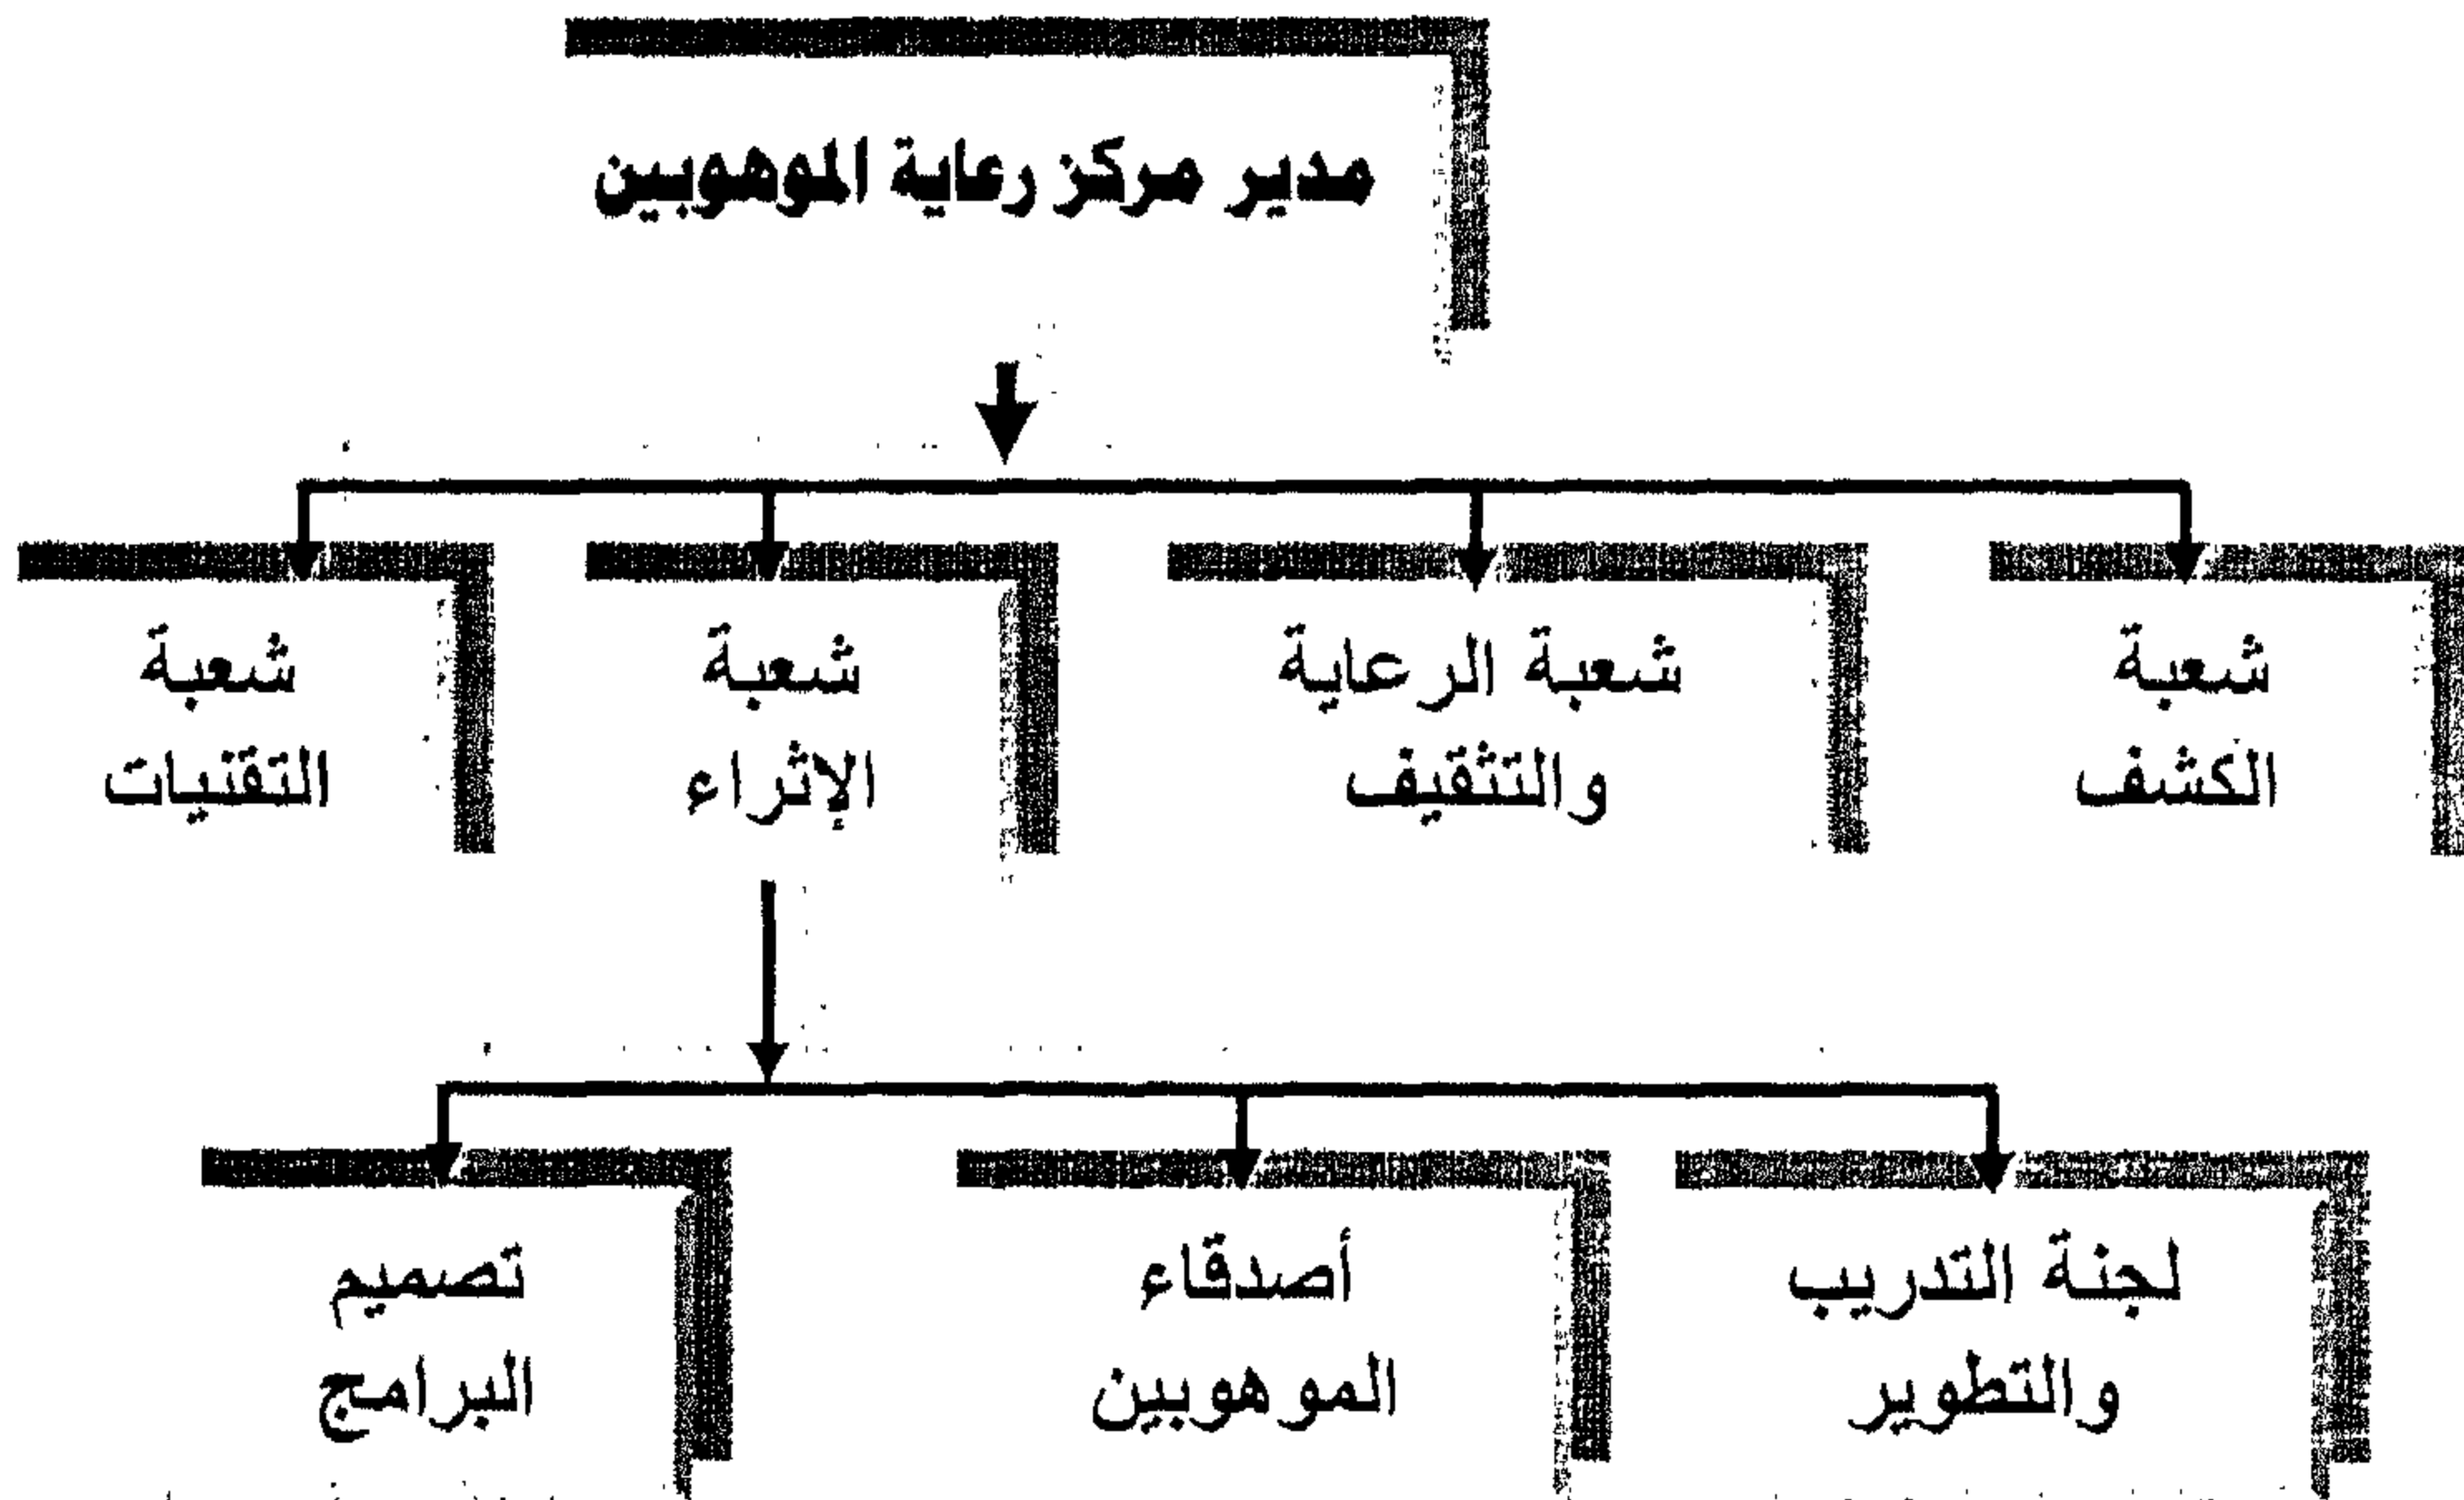 مدير مركز رعاية الموهوبين
شعبة
الكشف
شعبة الرعاية
والتثقيف
شعبة
الإثراء
شعبة
التقنيات
لجنة التدريب
والتطوير
أصدقاء
الموهوبين
تصميم
البرامج